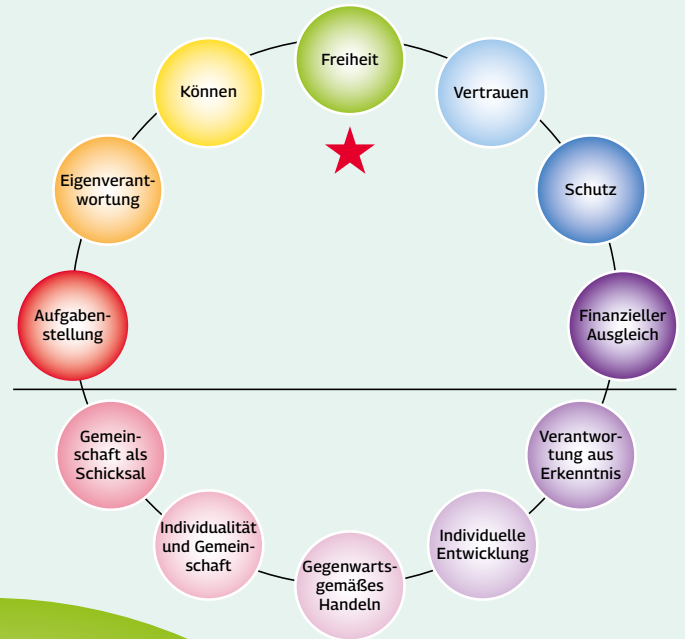 Freiheit
Können
Vertrauen
Eigenverant-
wortung
Schutz
Aufgaben-
stellung
Finanzieller
Ausgleich
Gemein-
schaft als
Schicksal
Verantwor-
tung aus
Erkenntnis
Individualität
und Gemein-
schaft
Individuelle
Entwicklung
Gegenwarts-
gemäßes
Handeln